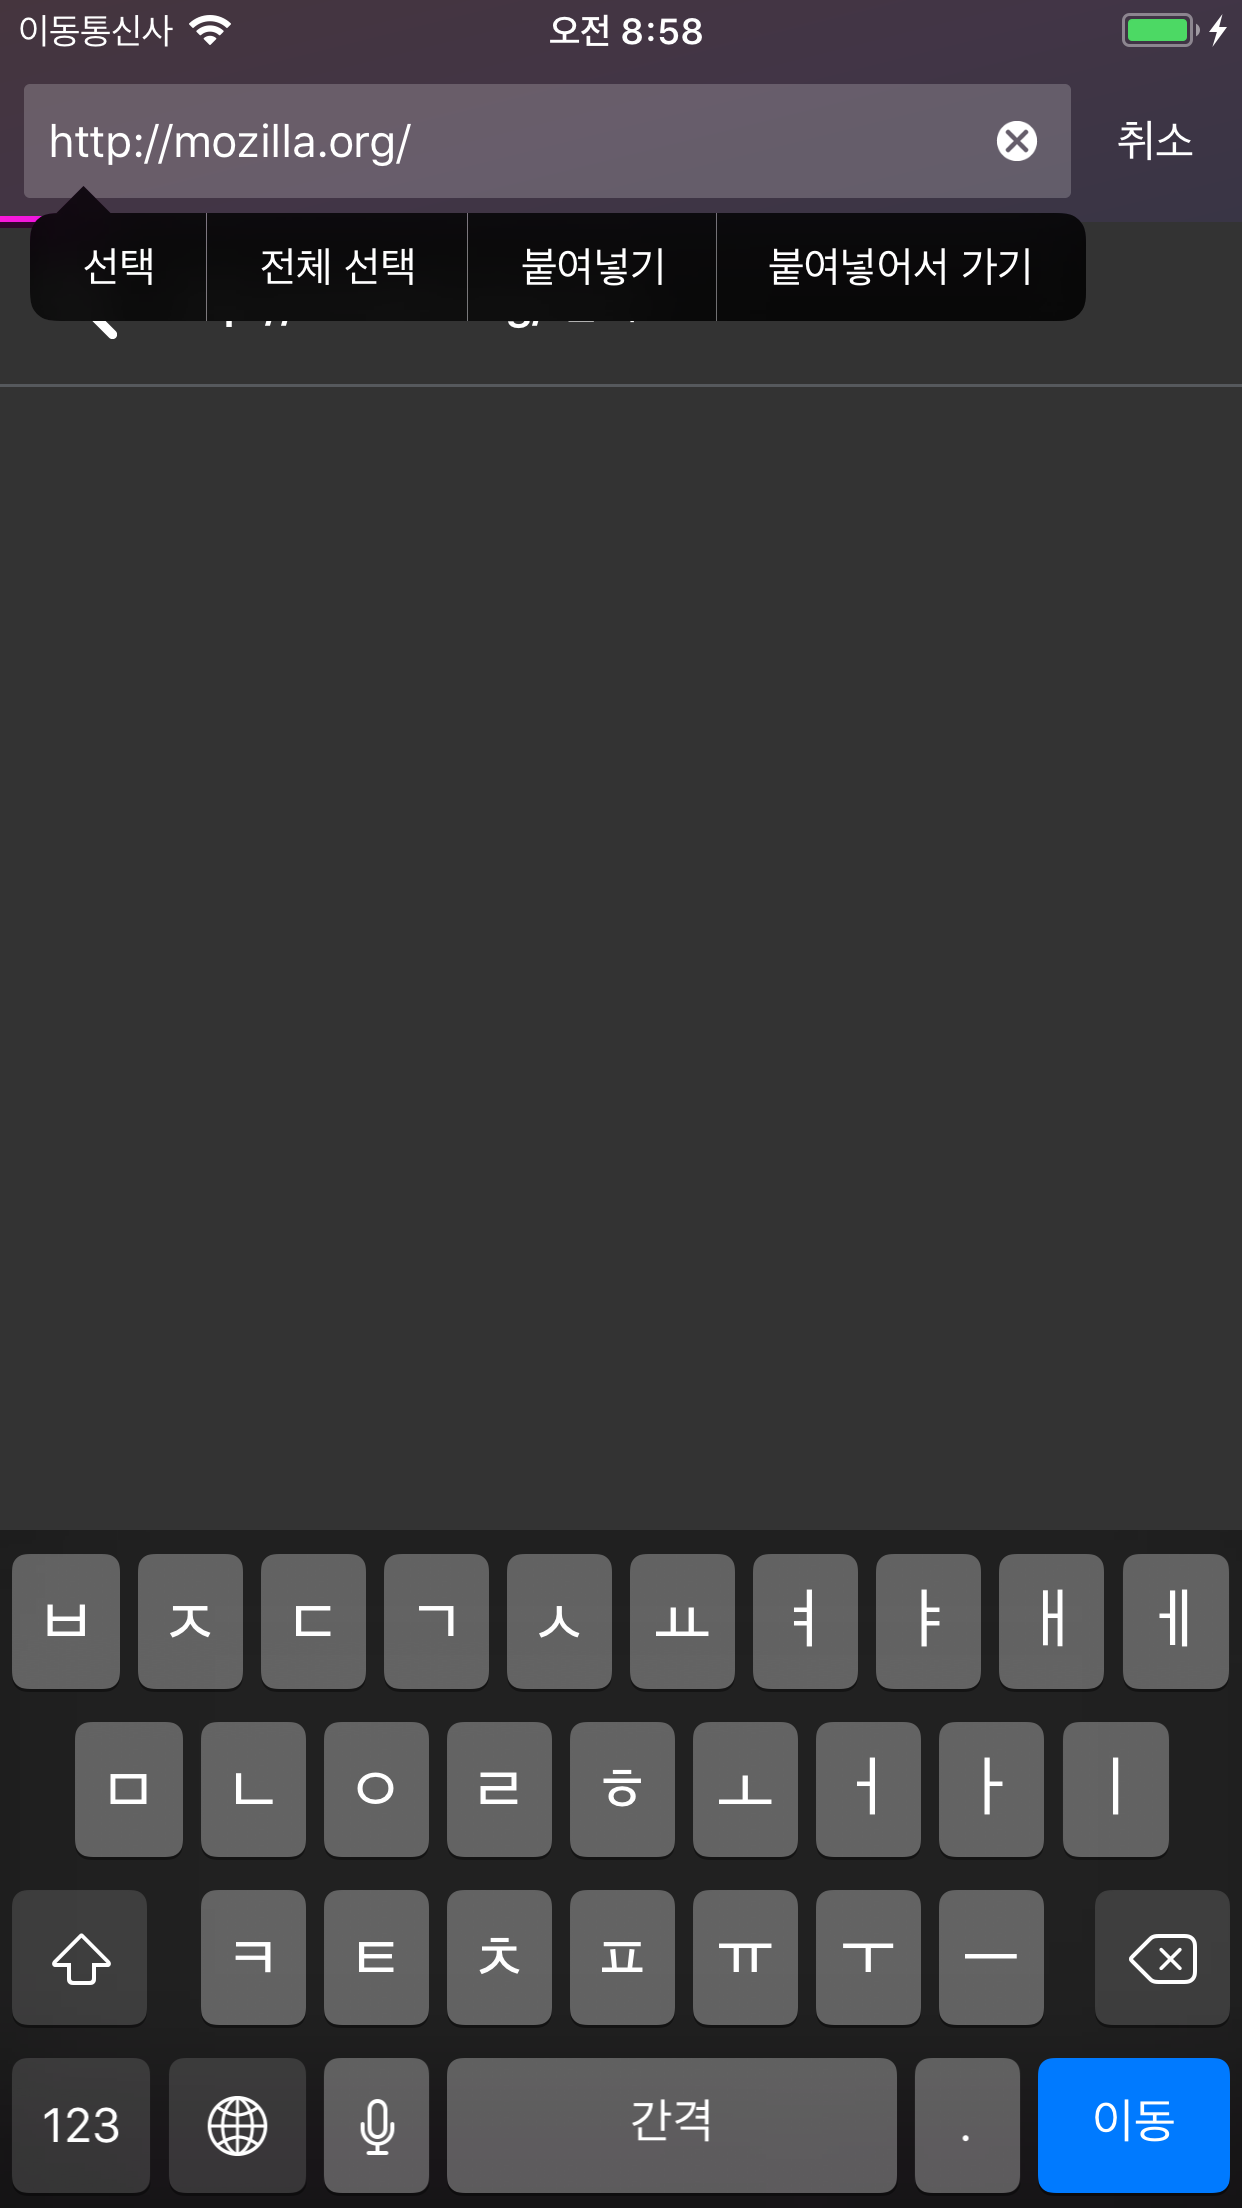 이동통신사 오전 8:58
http://mozilla.org/ 취소
선택 전체 선택 붙여넣기 붙여넣어서 가기
ㅂ ㅈ ㄷ ㄱ ㅅ ㅛ ㅕ ㅑ ㅐ ㅔ
ㅁ ㄴ ㅇ ㄹ ㅎ ㅗ ㅓ ㅏ ㅣ
ㅋ ㅌ ㅊ ㅍ ㅠ ㅜ ㅡ
123 간격 . 이동